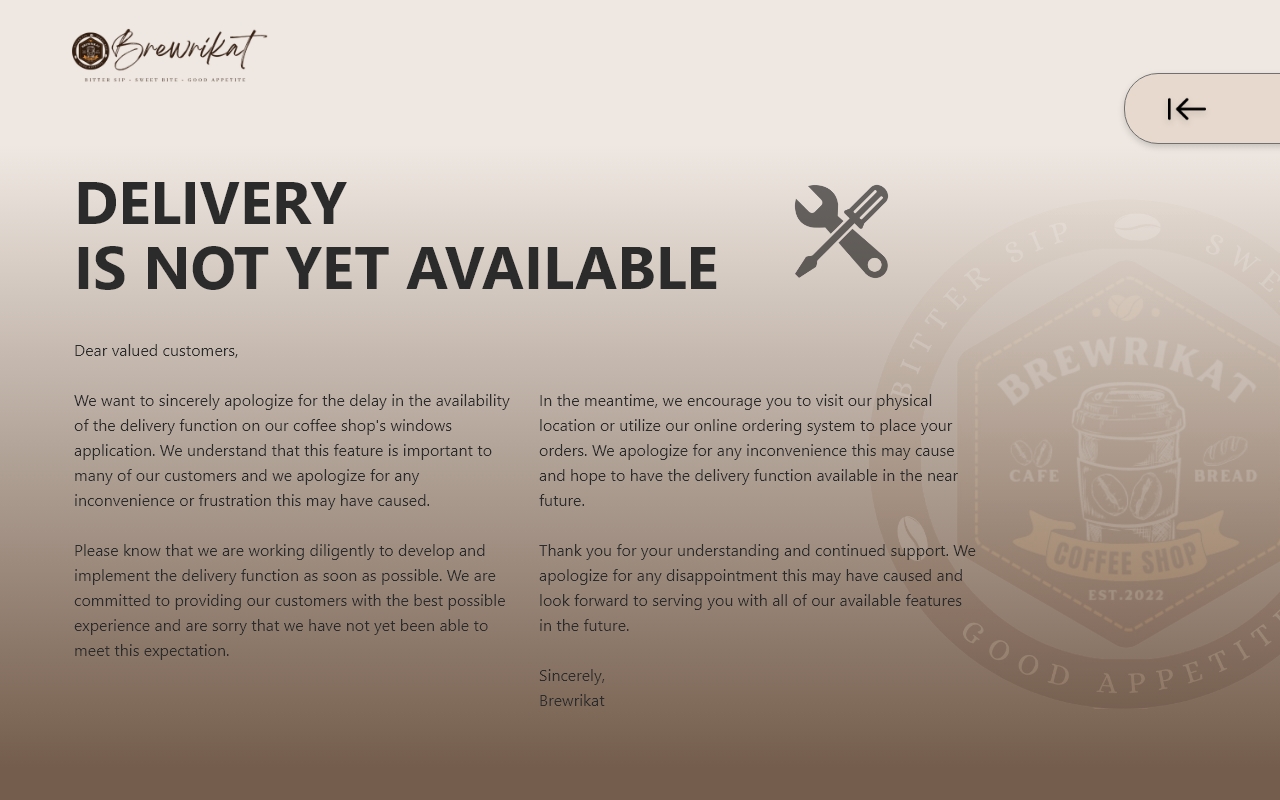 Brewrikat
BITTER SIP - SWEET BITE - GOOD APPETITE
DELIVERY
IS NOT YET AVAILABLE
Dear valued customers,
We want to sincerely apologize for the delay in the availability
of the delivery function on our coffee shop's windows
application. We understand that this feature is important to
many of our customers and we apologize for any
inconvenience or frustration this may have caused.
Please know that we are working diligently to develop and
implement the delivery function as soon as possible. We are
committed to providing our customers with the best possible
experience and are sorry that we have not yet been able to
meet this expectation.
In the meantime, we encourage you to visit our physical
location or utilize our online ordering system to place your
orders. We apologize for any inconvenience this may cause
and hope to have the delivery function available in the near
future.
Thank you for your understanding and continued support. We
apologize for any disappointment this may have caused and
look forward to serving you with all of our available features
in the future.
Sincerely,
Brewrikat
BITTER SIP
SWE
BREWRIKAT
CAFE
BREAD
COFFEE SHOP
EST.2022
GOOD APPETIT